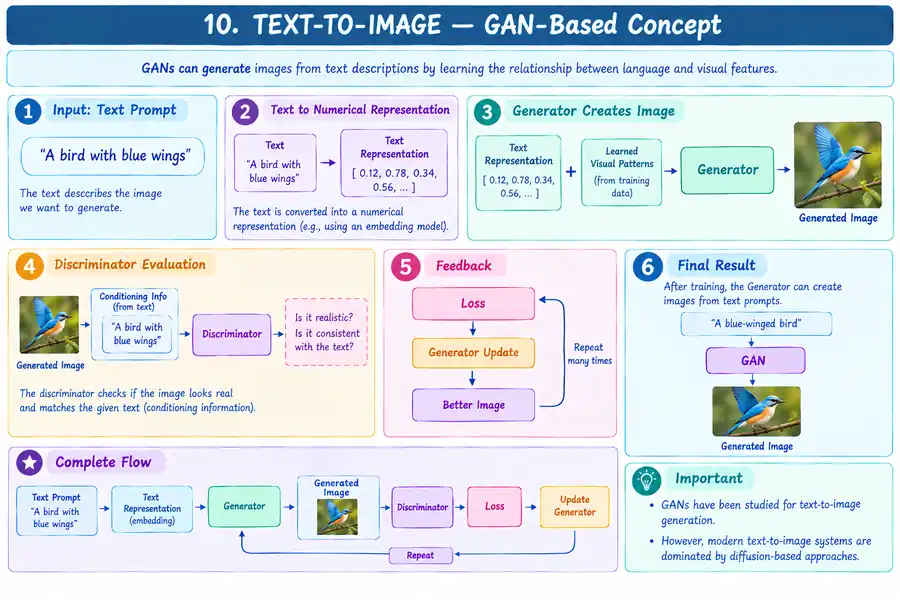 10. TEXT-TO-IMAGE — GAN-Based Concept
GANs can generate images from text descriptions by learning the relationship between language and visual features.
1 Input: Text Prompt
“A bird with blue wings”
The text desccribes the image
we want to generate.
2 Text to Numerical Representation
Text
“A bird with
blue wings”
Text
Representation
[ 0.12, 0.78, 0.34,
0.56, ... ]
The text is converted into a numerical
representation (e.g., using an embedding model).
3 Generator Creates Image
Text
Representation
[ 0.12, 0.78, 0.34,
0.56, ... ]
+
Learned
Visual Patterns
(from training
data)
Generator
Generated Image
4 Discriminator Evaluation
Generated Image
Conditioning Info
(from text)
“A bird with
blue wings”
Discriminator
Is it realistic?
Is it consistent
with the text?
The discriminator checks if the image looks real
and matches the given text (conditioning information).
5 Feedback
Loss
Generator Update
Better Image
Repeat
many times
6 Final Result
After training, the Generator can create
images from text prompts.
“A blue-winged bird”
GAN
Generated Image
Complete Flow
Text Prompt
“A bird with
blue wings”
Text
Representation
(embedding)
Generator
Generated
Image
Discriminator
Loss
Update
Generator
Repeat
Important
• GANs have been studied for text-to-image
generation.
• However, modern text-to-image systems are
dominated by diffusion-based approaches.